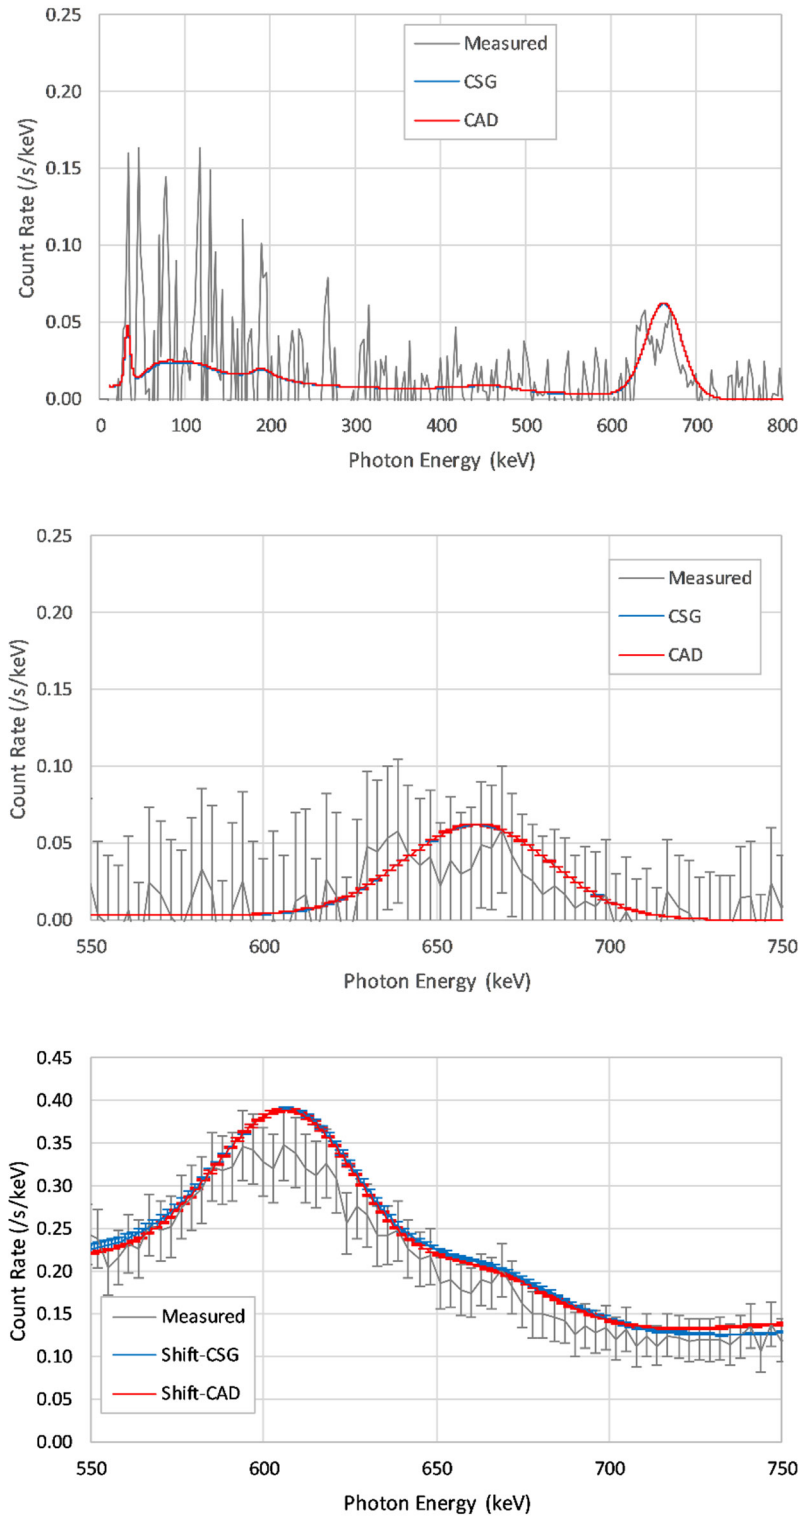 0.25
0.20
0.15
0.10
0.05
0.00
Count Rate (/s/keV)
Measured
CSG
CAD
0 100 200 300 400 500 600 700 800
Photon Energy (keV)
0.25
0.20
0.15
0.10
0.05
0.00
Count Rate (/s/keV)
Measured
CSG
CAD
550 600 650 700 750
Photon Energy (keV)
0.45
0.40
0.35
0.30
0.25
0.20
0.15
0.10
0.05
0.00
Count Rate (/s/keV)
Measured
Shift-CSG
Shift-CAD
550 600 650 700 750
Photon Energy (keV)